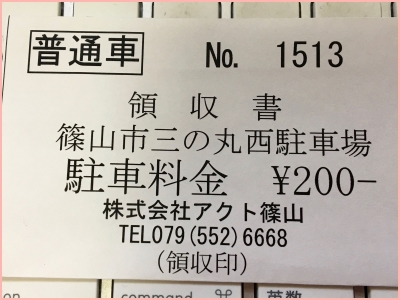 普通車 No. 1513
領収書
篠山市三の丸西駐車場
駐車料金 ¥200-
株式会社アクト篠山
TEL079(552)6668
(領収印)
command ⌘ 英数